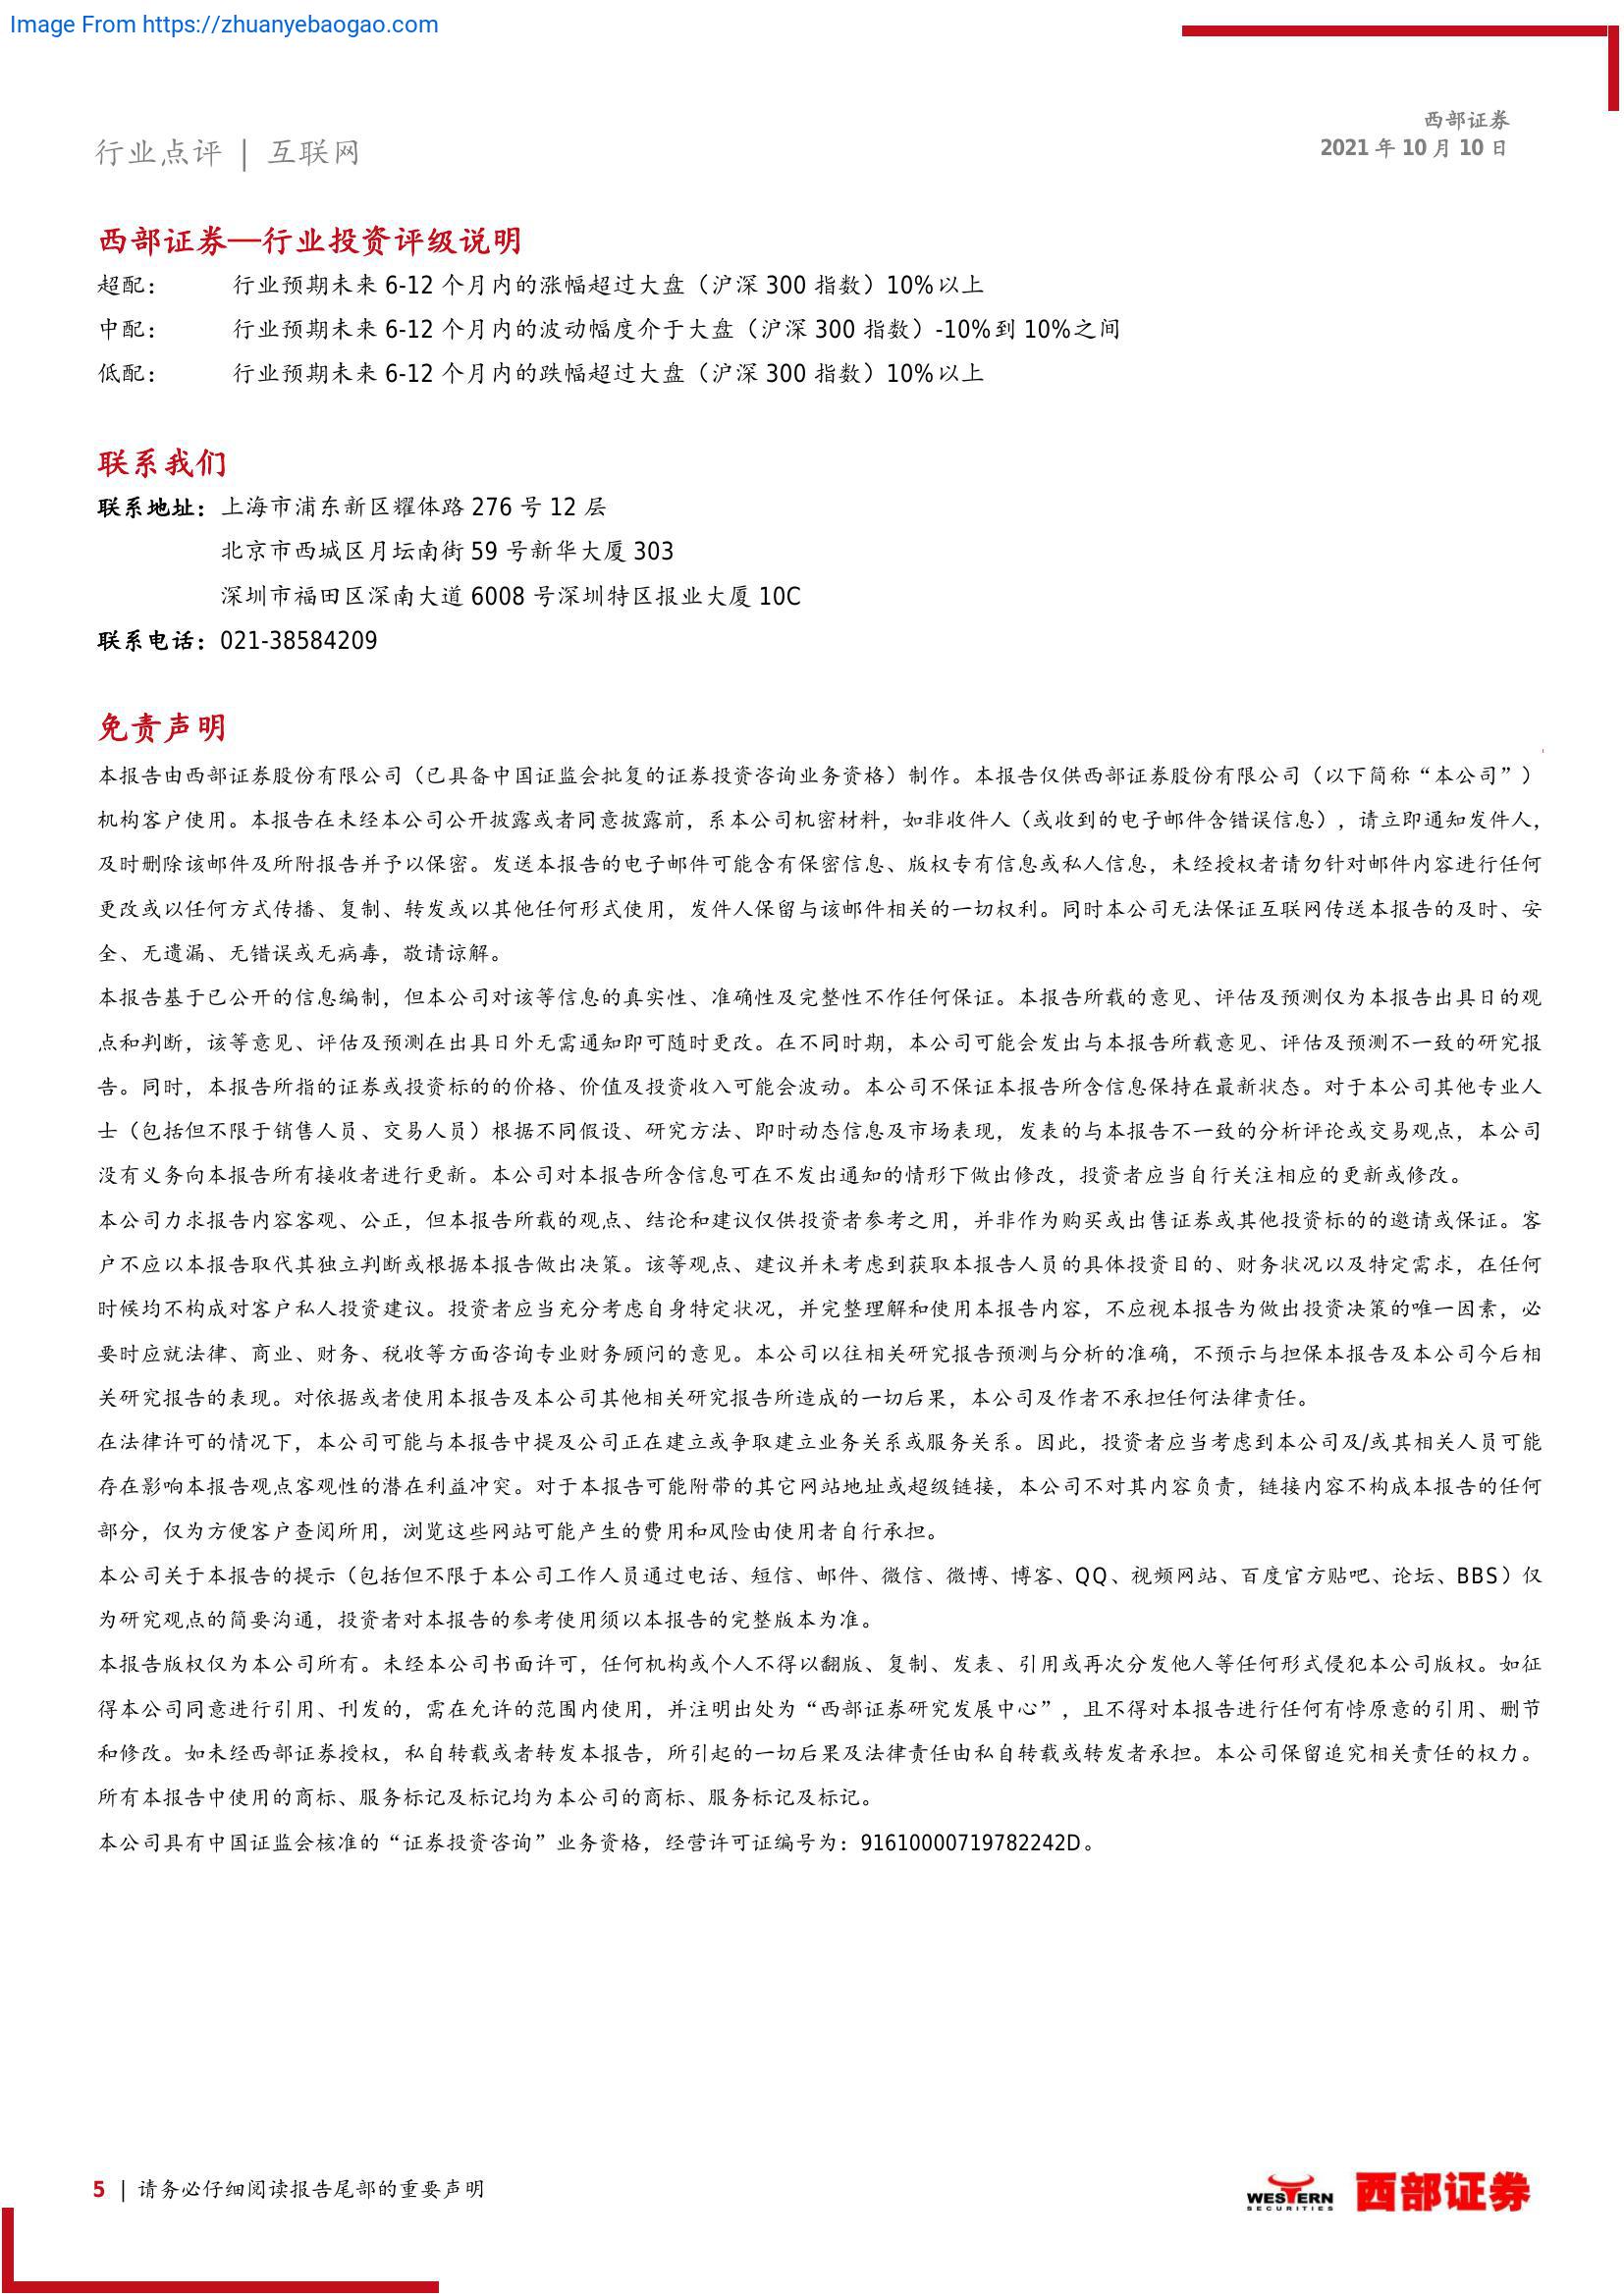 Image From https://zhuanyebaogao.com
西部证券
行业点评 | 互联网
2021 年 10 月 10 日
西部证券—行业投资评级说明
超配： 行业预期未来 6-12 个月内的涨幅超过大盘（沪深 300 指数）10%以上
中配： 行业预期未来 6-12 个月内的波动幅度介于大盘（沪深 300 指数）-10%到 10%之间
低配： 行业预期未来 6-12 个月内的跌幅超过大盘（沪深 300 指数）10%以上
联系我们
联系地址：上海市浦东新区耀体路 276 号 12 层
北京市西城区月坛南街 59 号新华大厦 303
深圳市福田区深南大道 6008 号深圳特区报业大厦 10C
联系电话：021-38584209
免责声明
本报告由西部证券股份有限公司（已具备中国证监会批复的证券投资咨询业务资格）制作。本报告仅供西部证券股份有限公司（以下简称“本公司”）
机构客户使用。本报告在未经本公司公开披露或者同意披露前，系本公司机密材料，如非收件人（或收到的电子邮件含错误信息），请立即通知发件人，
及时删除该邮件及所附报告并予以保密。发送本报告的电子邮件可能含有保密信息、版权专有信息或私人信息，未经授权者请勿针对邮件内容进行任何
更改或以任何方式传播、复制、转发或以其他任何形式使用，发件人保留与该邮件相关的一切权利。同时本公司无法保证互联网传送本报告的及时、安
全、无遗漏、无错误或无病毒，敬请谅解。
本报告基于已公开的信息编制，但本公司对该等信息的真实性、准确性及完整性不作任何保证。本报告所载的意见、评估及预测仅为本报告出具日的观
点和判断，该等意见、评估及预测在出具日外无需通知即可随时更改。在不同时期，本公司可能会发出与本报告所载意见、评估及预测不一致的研究报
告。同时，本报告所指的证券或投资标的的价格、价值及投资收入可能会波动。本公司不保证本报告所含信息保持在最新状态。对于本公司其他专业人
士（包括但不限于销售人员、交易人员）根据不同假设、研究方法、即时动态信息及市场表现，发表的与本报告不一致的分析评论或交易观点，本公司
没有义务向本报告所有接收者进行更新。本公司对本报告所含信息可在不发出通知的情形下做出修改，投资者应当自行关注相应的更新或修改。
本公司力求报告内容客观、公正，但本报告所载的观点、结论和建议仅供投资者参考之用，并非作为购买或出售证券或其他投资标的的邀请或保证。客
户不应以本报告取代其独立判断或根据本报告做出决策。该等观点、建议并未考虑到获取本报告人员的具体投资目的、财务状况以及特定需求，在任何
时候均不构成对客户私人投资建议。投资者应当充分考虑自身特定状况，并完整理解和使用本报告内容，不应视本报告为做出投资决策的唯一因素，必
要时应就法律、商业、财务、税收等方面咨询专业财务顾问的意见。本公司以往相关研究报告预测与分析的准确，不预示与担保本报告及本公司今后相
关研究报告的表现。对依据或者使用本报告及本公司其他相关研究报告所造成的一切后果，本公司及作者不承担任何法律责任。
在法律许可的情况下，本公司可能与本报告中提及公司正在建立或争取建立业务关系或服务关系。因此，投资者应当考虑到本公司及/或其相关人员可能
存在影响本报告观点客观性的潜在利益冲突。对于本报告可能附带的其它网站地址或超级链接，本公司不对其内容负责，链接内容不构成本报告的任何
部分，仅为方便客户查阅所用，浏览这些网站可能产生的费用和风险由使用者自行承担。
本公司关于本报告的提示（包括但不限于本公司工作人员通过电话、短信、邮件、微信、微博、博客、QQ、视频网站、百度官方贴吧、论坛、BBS）仅
为研究观点的简要沟通，投资者对本报告的参考使用须以本报告的完整版本为准。
本报告版权仅为本公司所有。未经本公司书面许可，任何机构或个人不得以翻版、复制、发表、引用或再次分发他人等任何形式侵犯本公司版权。如征
得本公司同意进行引用、刊发的，需在允许的范围内使用，并注明出处为“西部证券研究发展中心”，且不得对本报告进行任何有悖原意的引用、删节
和修改。如未经西部证券授权，私自转载或者转发本报告，所引起的一切后果及法律责任由私自转载或转发者承担。本公司保留追究相关责任的权力。
所有本报告中使用的商标、服务标记及标记均为本公司的商标、服务标记及标记。
本公司具有中国证监会核准的“证券投资咨询”业务资格，经营许可证编号为：91610000719782242D。
5 | 请务必仔细阅读报告尾部的重要声明
WESTERN
SECURITIES
西部证券